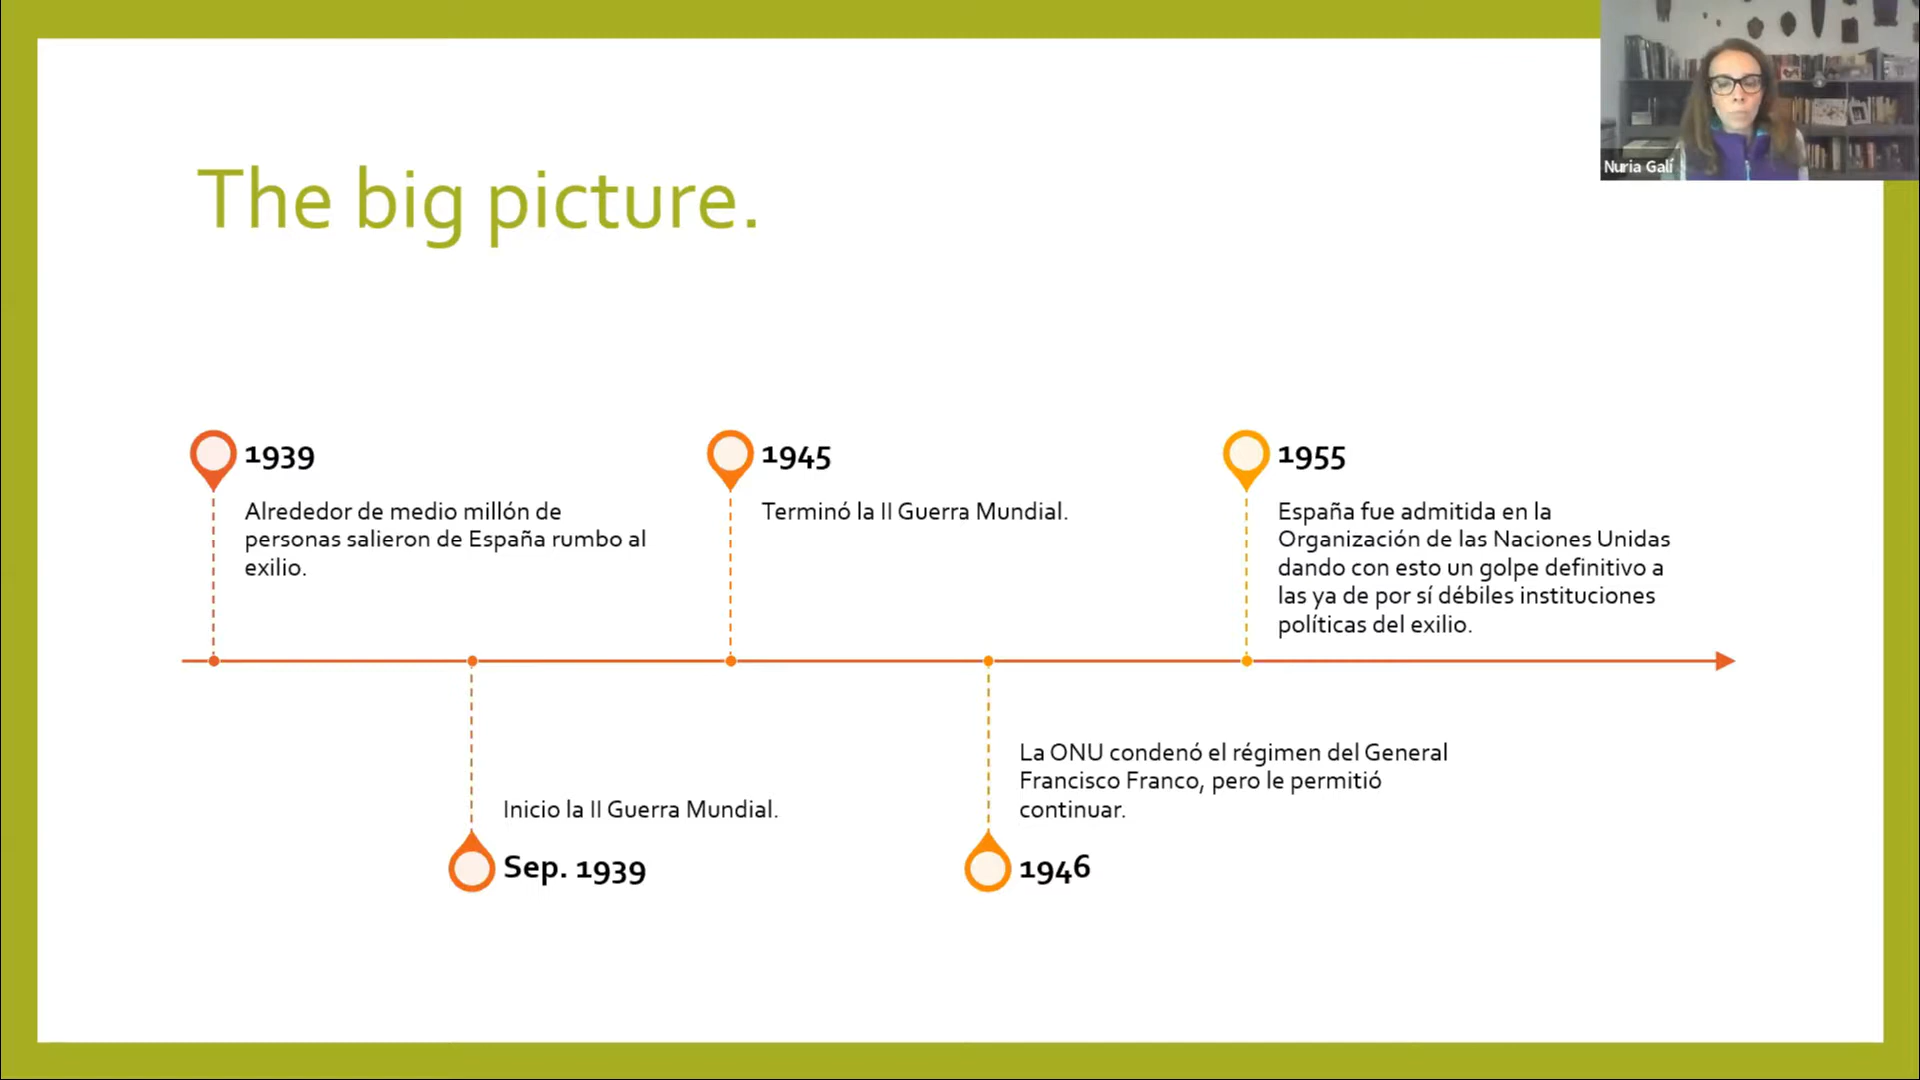 The big picture.
Nuria Galí
1939
Alrededor de medio millón de
personas salieron de España rumbo al
exilio.
1945
Terminó la II Guerra Mundial.
1955
España fue admitida en la
Organización de las Naciones Unidas
dando con esto un golpe definitivo a
las ya de por sí débiles instituciones
políticas del exilio.
Inicio la II Guerra Mundial.
Sep. 1939
La ONU condenó el régimen del General
Francisco Franco, pero le permitió
continuar.
1946